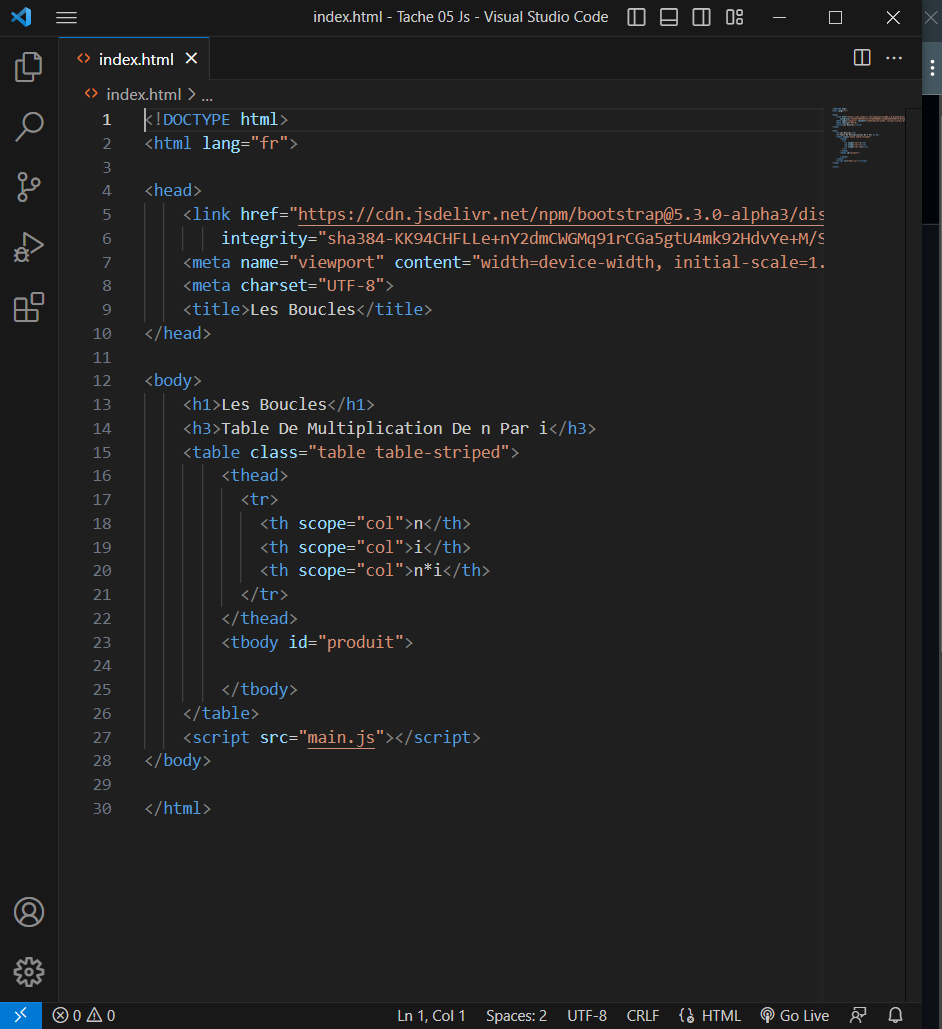 index.html - Tache 05 Js - Visual Studio Code
index.html
index.html > ...
1 <!DOCTYPE html>
2 <html lang="fr">
3
4 <head>
5 <link href="https://cdn.jsdelivr.net/npm/bootstrap@5.3.0-alpha3/dis
6 integrity="sha384-KK94CHFLLe+nY2dmCWGMq91rCGa5gtU4mk92HdvYe+M/S
7 <meta name="viewport" content="width=device-width, initial-scale=1.
8 <meta charset="UTF-8">
9 <title>Les Boucles</title>
10 </head>
11
12 <body>
13 <h1>Les Boucles</h1>
14 <h3>Table De Multiplication De n Par i</h3>
15 <table class="table table-striped">
16 <thead>
17 <tr>
18 <th scope="col">n</th>
19 <th scope="col">i</th>
20 <th scope="col">n*i</th>
21 </tr>
22 </thead>
23 <tbody id="produit">
24
25 </tbody>
26 </table>
27 <script src="main.js"></script>
28 </body>
29
30 </html>
0 0 Ln 1, Col 1 Spaces: 2 UTF-8 CRLF HTML Go Live